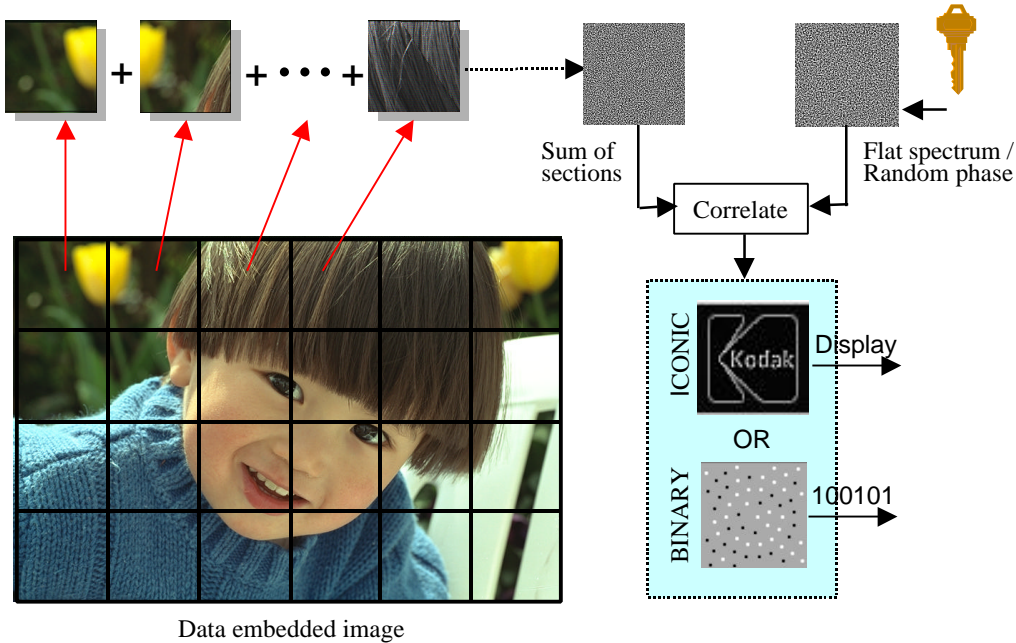 + + • • • +
Sum of
sections
Flat spectrum /
Random phase
Correlate
ICONIC
Kodak
Display
OR
BINARY
100101
Data embedded image